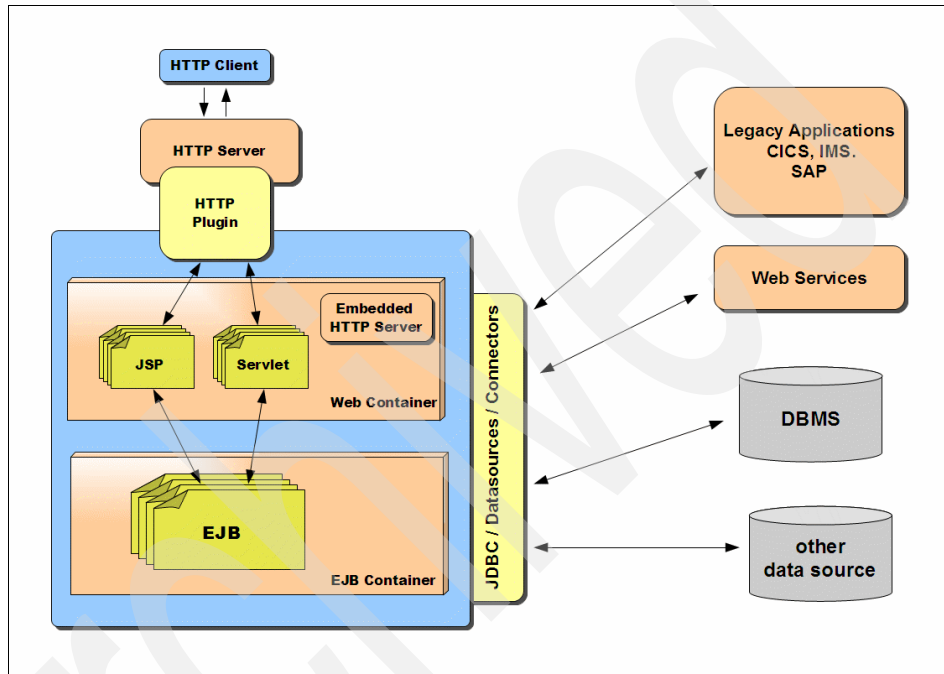 HTTP Client
HTTP Server
HTTP
Plugin
Embedded
HTTP Server
JSP
Servlet
Web Container
EJB
EJB Container
JDBC / Datasources / Connectors
Legacy Applications
CICS, IMS.
SAP
Web Services
DBMS
other
data source